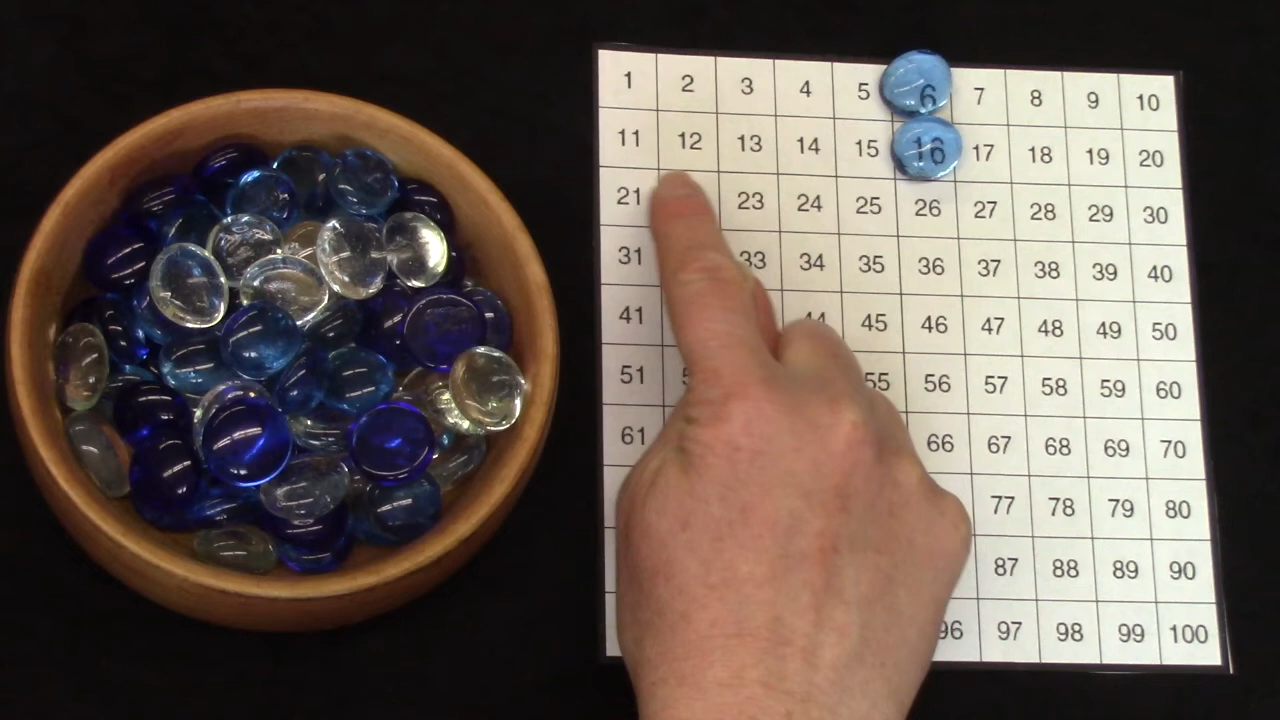 1 2 3 4 5 6 7 8 9 10
11 12 13 14 15 16 17 18 19 20
21 23 24 25 26 27 28 29 30
31 33 34 35 36 37 38 39 40
41 44 45 46 47 48 49 50
51 55 56 57 58 59 60
61 66 67 68 69 70
77 78 79 80
87 88 89 90
96 97 98 99 100